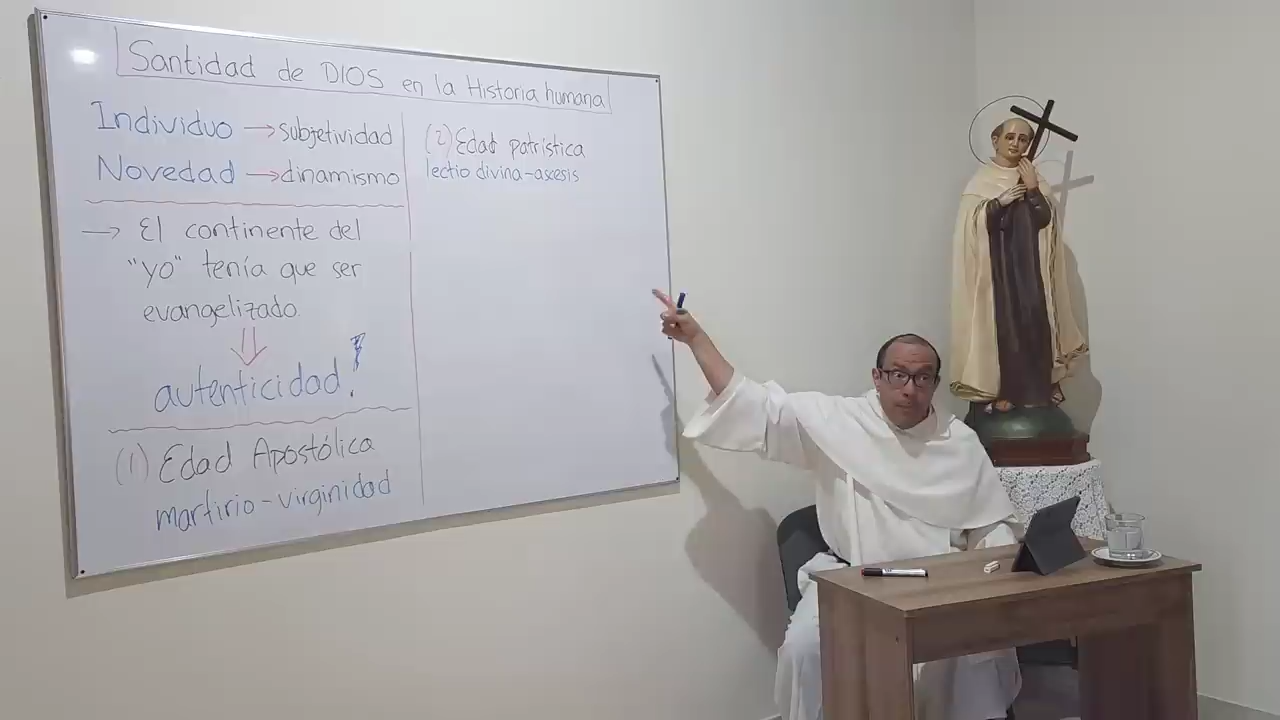 Santidad de DIOS en la Historia humana
Individuo → subjetividad
Novedad → dinamismo
→ El continente del
"yo" tenía que ser
evangelizado.
autenticidad!
(1) Edad Apostólica
martirio-virginidad
(2) Edad patrística
lectio divina-ascesis